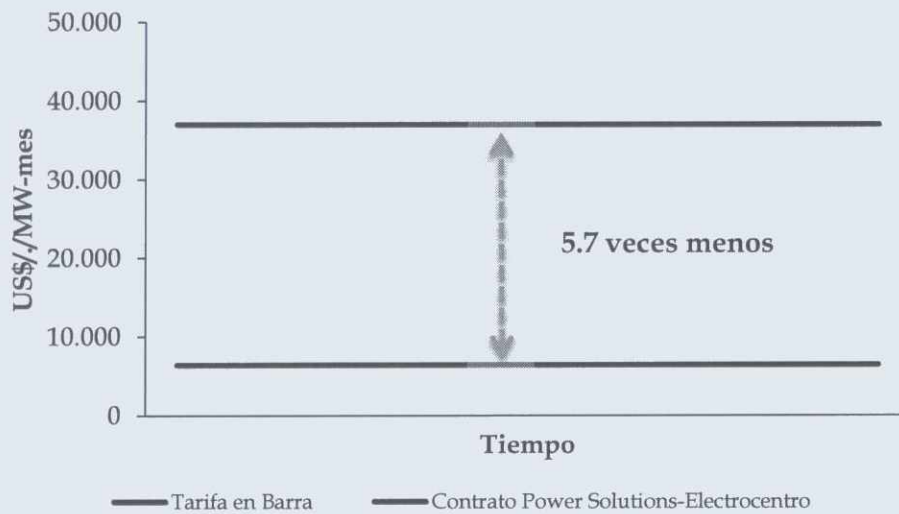 50.000
40.000
30.000
20.000
10.000
0
US$/./MW-mes
5.7 veces menos
Tiempo
Tarifa en Barra
Contrato Power Solutions-Electrocentro